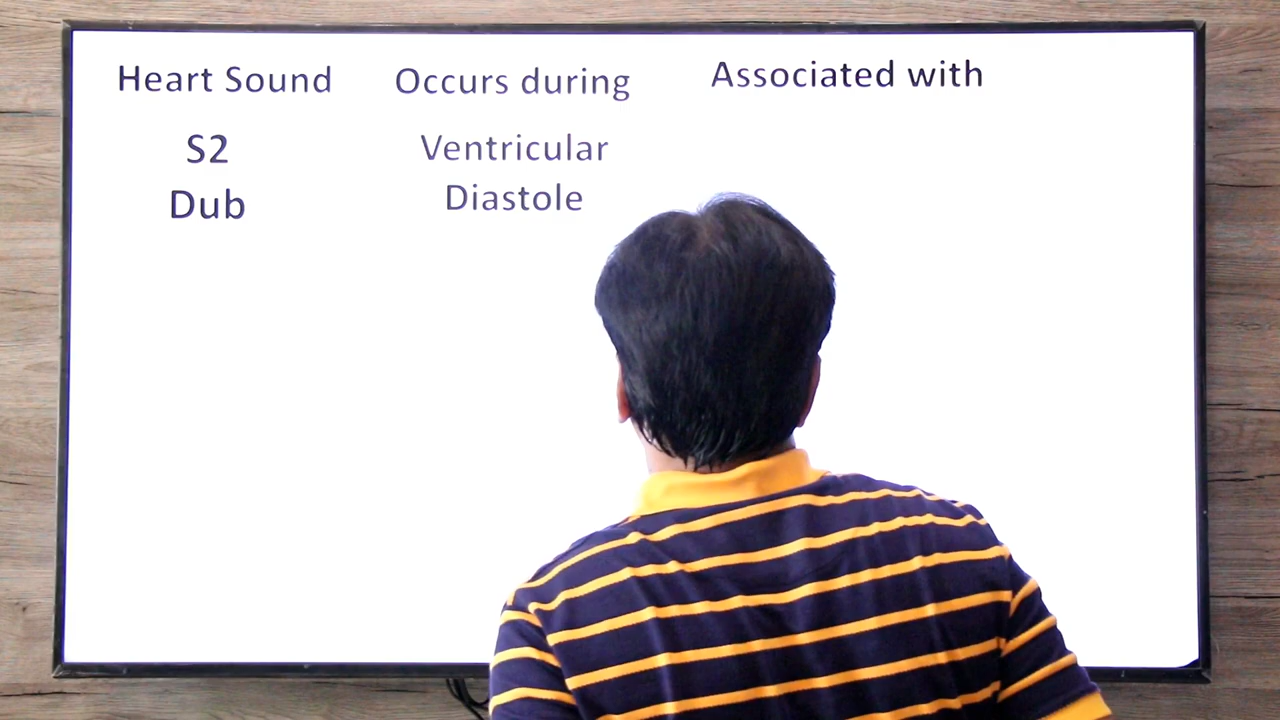 Heart Sound Occurs during Associated with
S2 Ventricular
Dub Diastole